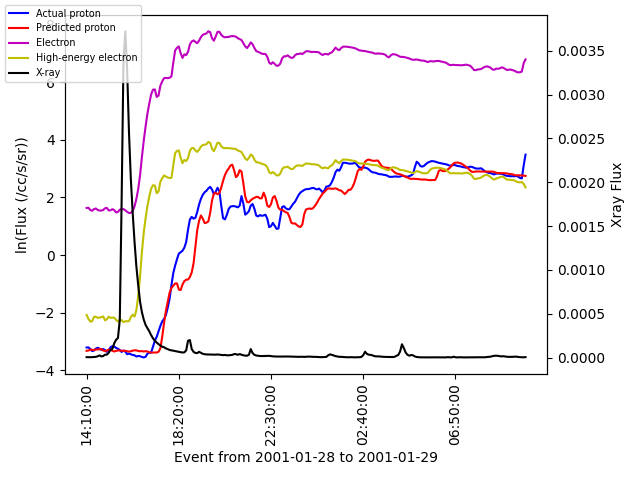 Actual proton
Predicted proton
Electron
High-energy electron
X-ray
6
4
2
0
−2
−4
ln(Flux (/cc/s/sr))
0.0035
0.0030
0.0025
0.0020
0.0015
0.0010
0.0005
0.0000
Xray Flux
14:10:00
18:20:00
22:30:00
02:40:00
06:50:00
Event from 2001-01-28 to 2001-01-29